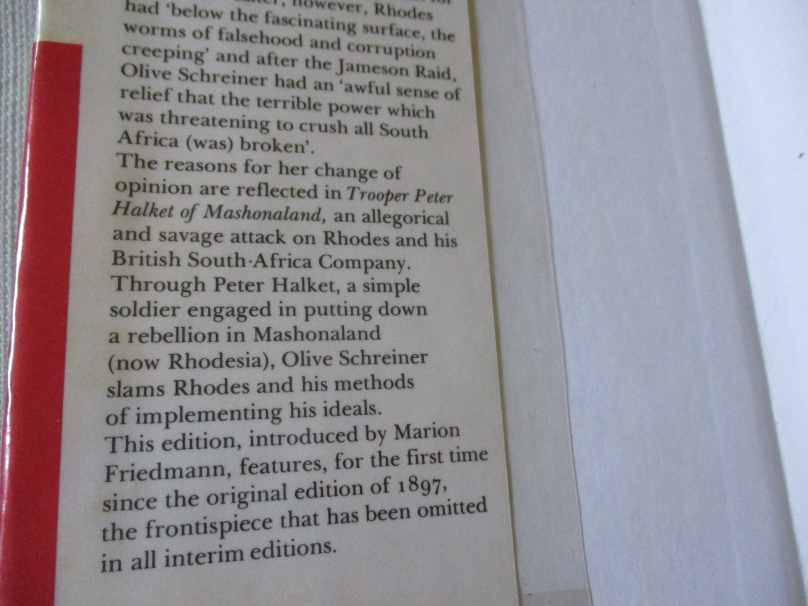 however, Rhodes
had 'below the fascinating surface, the
worms of falsehood and corruption
creeping' and after the Jameson Raid,
Olive Schreiner had an 'awful sense of
relief that the terrible power which
was threatening to crush all South
Africa (was) broken'.
The reasons for her change of
opinion are reflected in Trooper Peter
Halket of Mashonaland, an allegorical
and savage attack on Rhodes and his
British South-Africa Company.
Through Peter Halket, a simple
soldier engaged in putting down
a rebellion in Mashonaland
(now Rhodesia), Olive Schreiner
slams Rhodes and his methods
of implementing his ideals.
This edition, introduced by Marion
Friedmann, features, for the first time
since the original edition of 1897,
the frontispiece that has been omitted
in all interim editions.